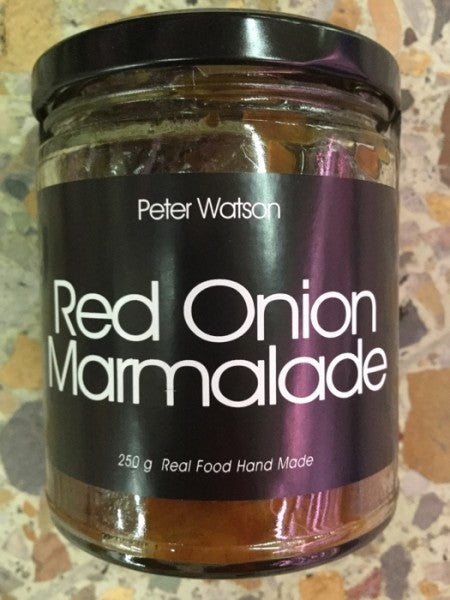 Peter Watson
Red Onion
Marmalade
250 g Real Food Hand Made